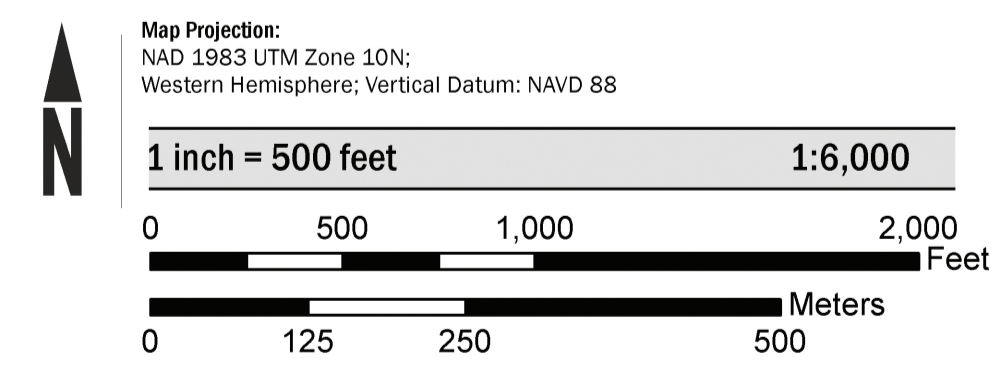 N
Map Projection:
NAD 1983 UTM Zone 10N;
Western Hemisphere; Vertical Datum: NAVD 88
1 inch = 500 feet 1:6,000
0 500 1,000 2,000
Feet
Meters
0 125 250 500